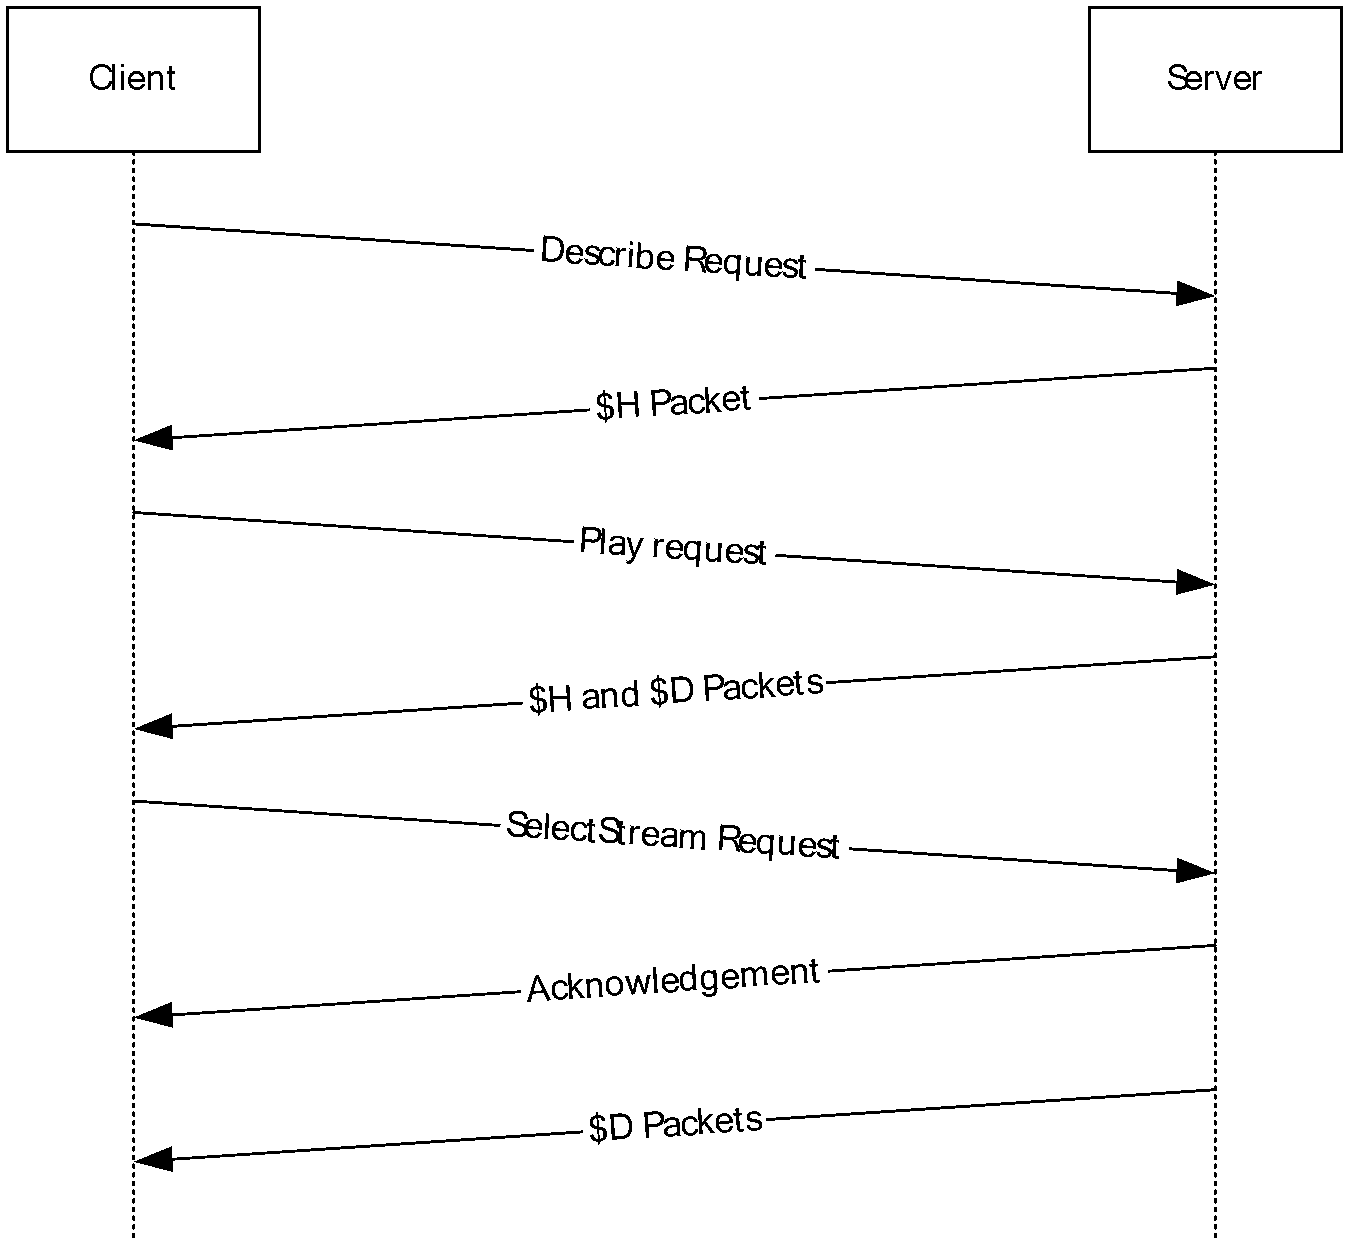 Client
Server
Describe Request
$H Packet
Play request
$H and $D Packets
SelectStream Request
Acknowledgement
$D Packets